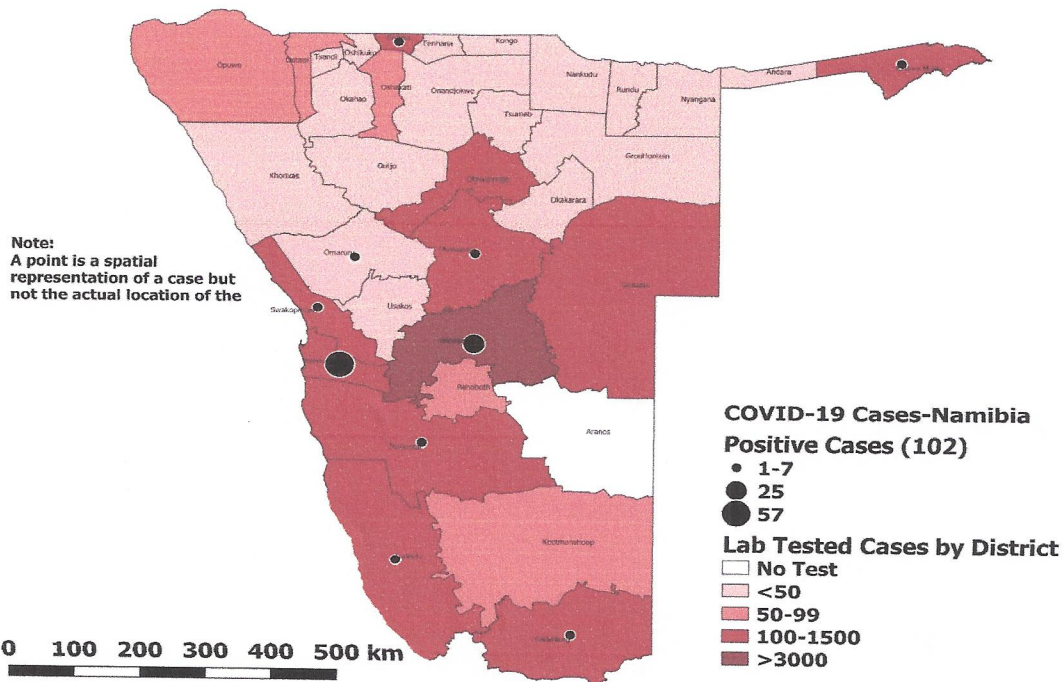 Eenhana
Kongo
Oshikuku
Tsandi
Opuwo
Andara
Nankudu
Okahao
Oshakati
Onandjokwe
Rundu
Nyangana
Tsumeb
Grootfontein
Outjo
Khorixas
Okakarara
Note:
A point is a spatial
representation of a case but
not the actual location of the
Omaruru
Usakos
Rehoboth
Aranos
Keetmanshoop
COVID-19 Cases-Namibia
Positive Cases (102)
1-7
25
57
Lab Tested Cases by District
No Test
<50
50-99
100-1500
>3000
0 100 200 300 400 500 km